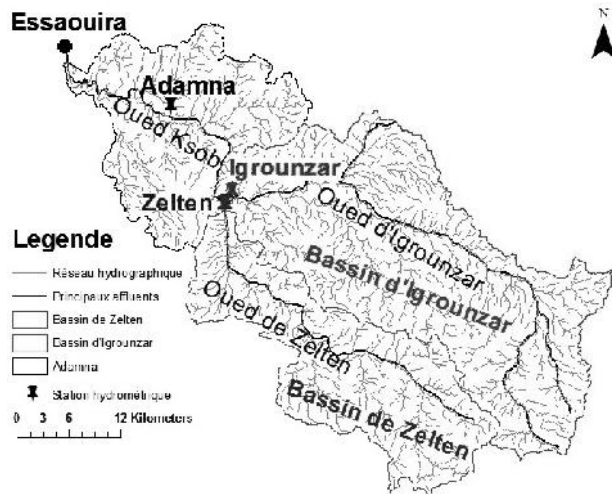 Essaouira
N
Adamna
Oued Ksob
Igrounzar
Zelten
Oued d'Igrounzar
Bassin d'Igrounzar
Oued de Zelten
Bassin de Zelten
Legende
Réseau hydrographique
Principaux affluents
Bassin de Zelten
Bassin d'Igrounzar
Adamna
Station hydrométrique
0 3 6 12 Kilometers